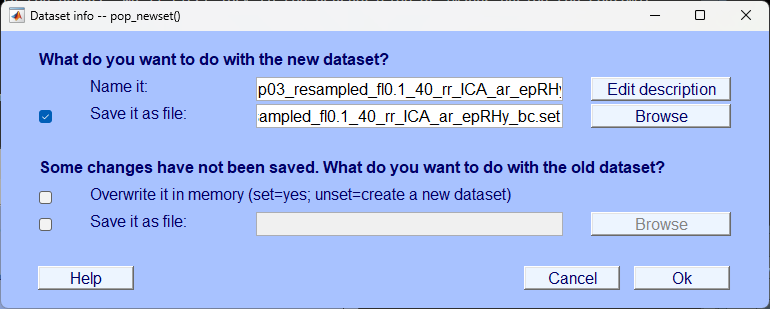 Dataset info -- pop_newset()
What do you want to do with the new dataset?
Name it: p03_resampled_fl0.1_40_rr_ICA_ar_epRHy Edit description
Save it as file: ampled_fl0.1_40_rr_ICA_ar_epRHy_bc.set Browse
Some changes have not been saved. What do you want to do with the old dataset?
Overwrite it in memory (set=yes; unset=create a new dataset)
Save it as file: Browse
Help Cancel Ok